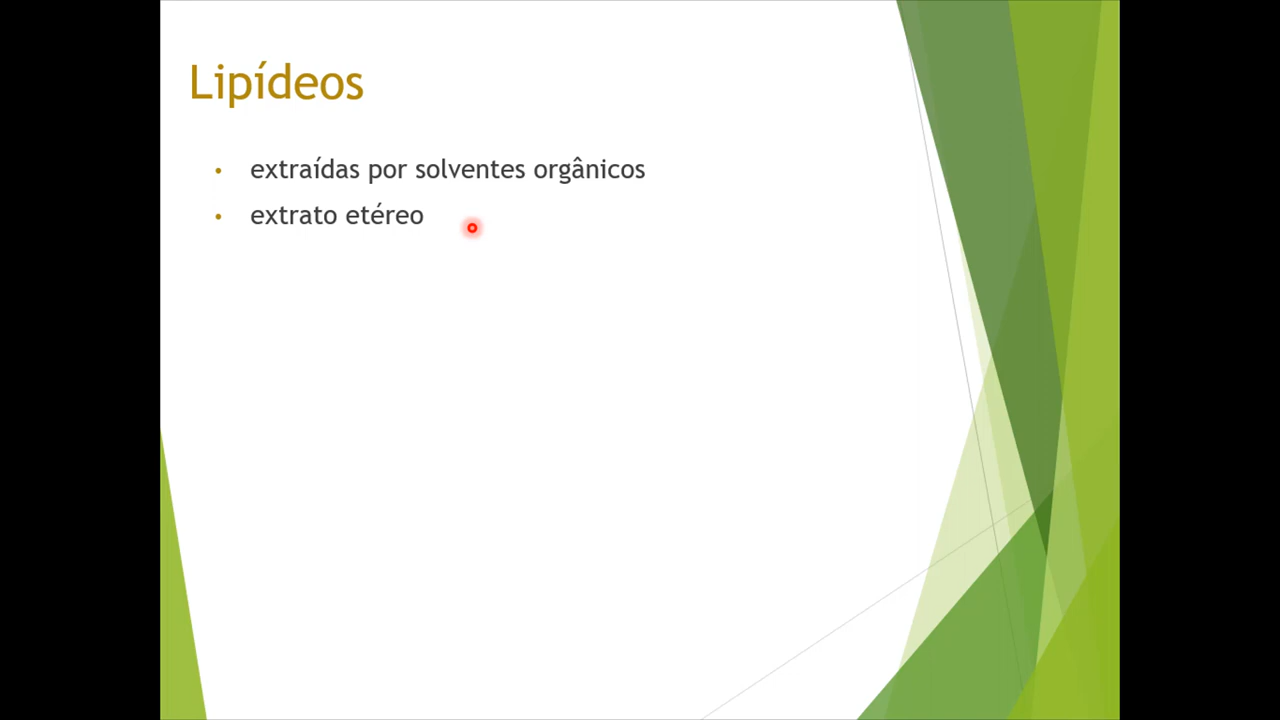 Lipídeos
• extraídas por solventes orgânicos
• extrato etéreo